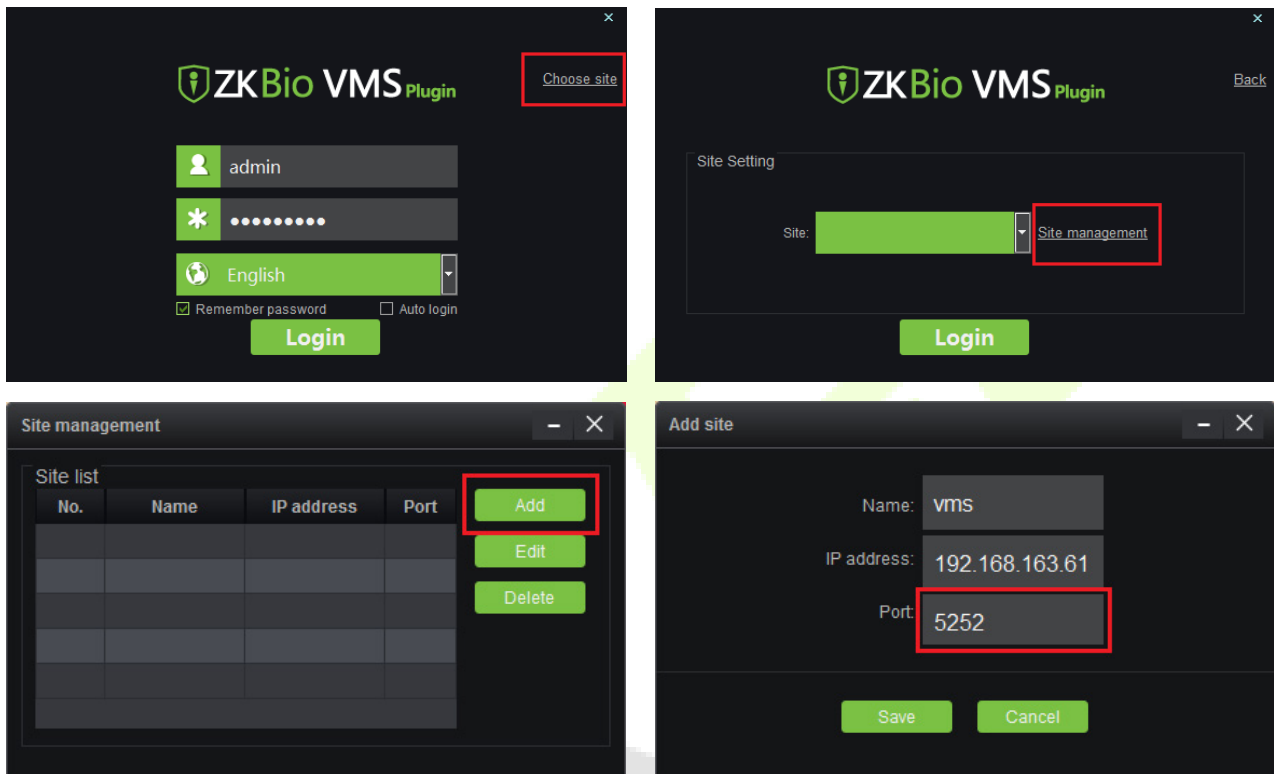 ZKBio VMS Plugin
Choose site
admin
•••••••••
English
Remember password Auto login
Login
ZKBio VMS Plugin
Back
Site Setting
Site: Site management
Login
Site management
Site list
No. Name IP address Port
Add
Edit
Delete
Add site
Name: vms
IP address: 192.168.163.61
Port: 5252
Save Cancel